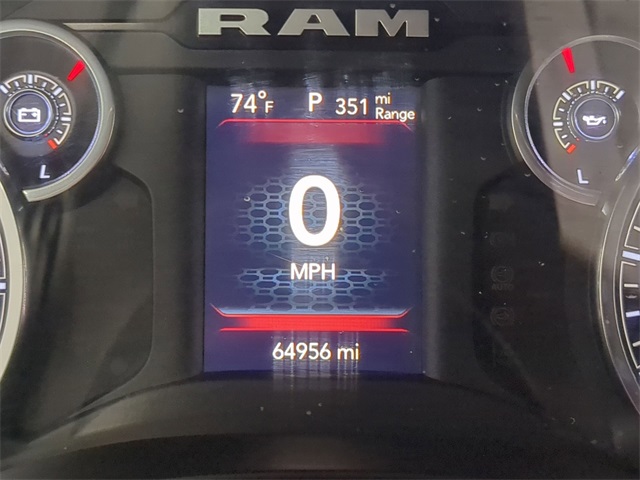 RAM
74°F P 351 mi Range
0
MPH
64956 mi
L
L